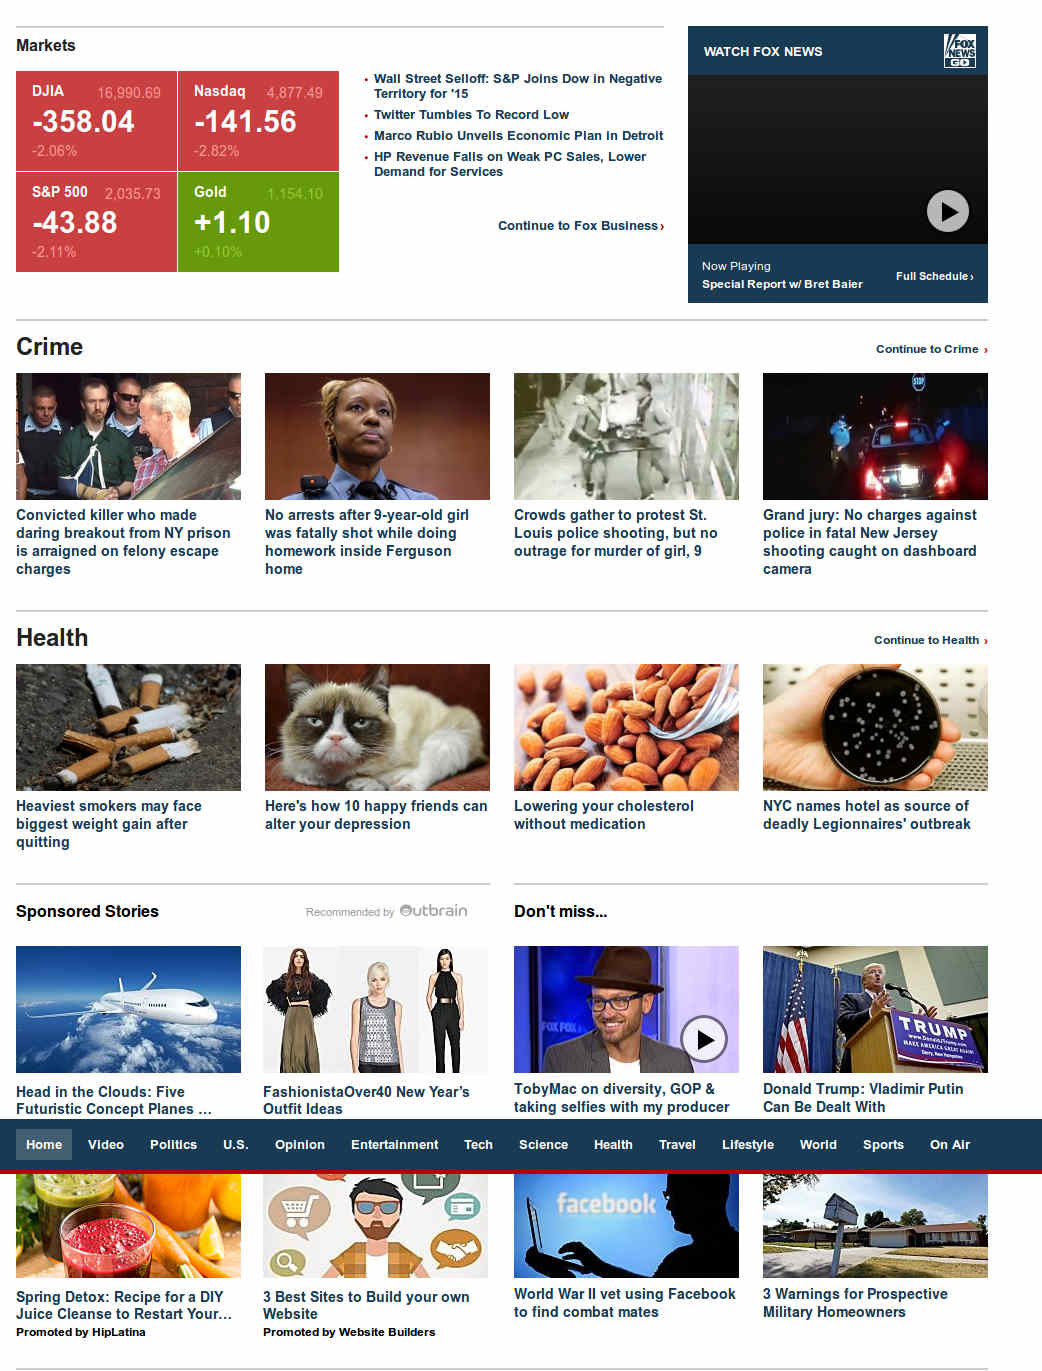 Markets
DJIA 16,990.69
-358.04
-2.06%
Nasdaq 4,877.49
-141.56
-2.82%
S&P 500 2,035.73
-43.88
-2.11%
Gold 1,154.10
+1.10
+0.10%
Wall Street Selloff: S&P Joins Dow in Negative
Territory for '15
Twitter Tumbles To Record Low
Marco Rubio Unveils Economic Plan in Detroit
HP Revenue Falls on Weak PC Sales, Lower
Demand for Services
Continue to Fox Business ›
WATCH FOX NEWS
FOX
NEWS
GO
Now Playing
Special Report w/ Bret Baier
Full Schedule ›
Crime
Continue to Crime ›
STOP
Convicted killer who made
daring breakout from NY prison
is arraigned on felony escape
charges
No arrests after 9-year-old girl
was fatally shot while doing
homework inside Ferguson
home
Crowds gather to protest St.
Louis police shooting, but no
outrage for murder of girl, 9
Grand jury: No charges against
police in fatal New Jersey
shooting caught on dashboard
camera
Health
Continue to Health ›
Heaviest smokers may face
biggest weight gain after
quitting
Here's how 10 happy friends can
alter your depression
Lowering your cholesterol
without medication
NYC names hotel as source of
deadly Legionnaires' outbreak
Sponsored Stories
Recommended by Outbrain
Don't miss...
FOX FOX
TRUMP
www.DonaldJTrump.com
MAKE AMERICA GREAT AGAIN!
Derry, New Hampshire
Head in the Clouds: Five
Futuristic Concept Planes ...
FashionistaOver40 New Year's
Outfit Ideas
TobyMac on diversity, GOP &
taking selfies with my producer
Donald Trump: Vladimir Putin
Can Be Dealt With
Home Video Politics U.S. Opinion Entertainment Tech Science Health Travel Lifestyle World Sports On Air
facebook
Spring Detox: Recipe for a DIY
Juice Cleanse to Restart Your...
Promoted by HipLatina
3 Best Sites to Build your own
Website
Promoted by Website Builders
World War II vet using Facebook
to find combat mates
3 Warnings for Prospective
Military Homeowners